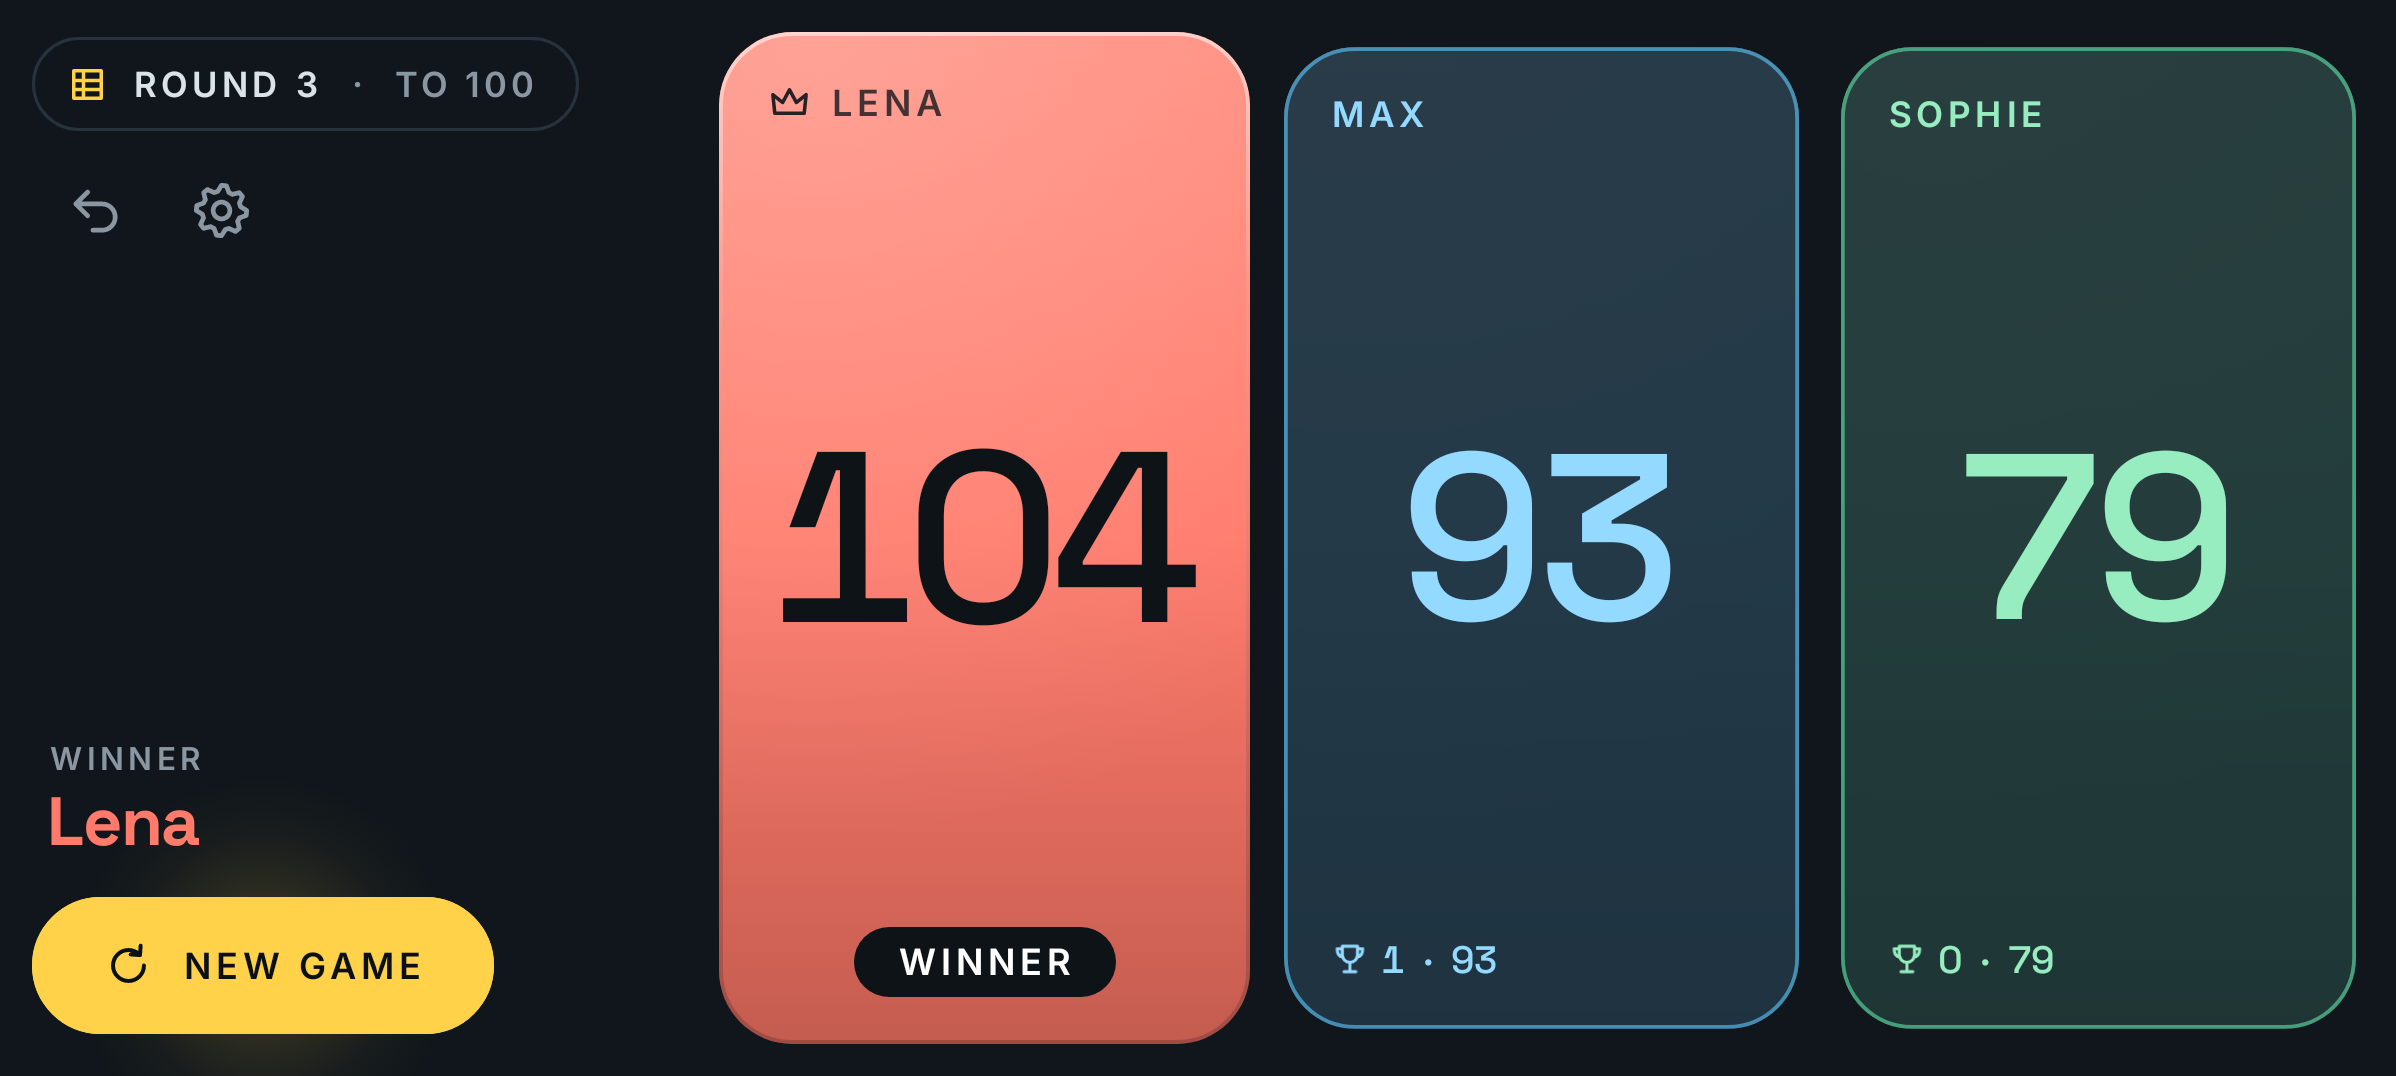 ROUND 3 · TO 100
WINNER
Lena
NEW GAME
LENA
104
WINNER
MAX
93
1 · 93
SOPHIE
79
0 · 79